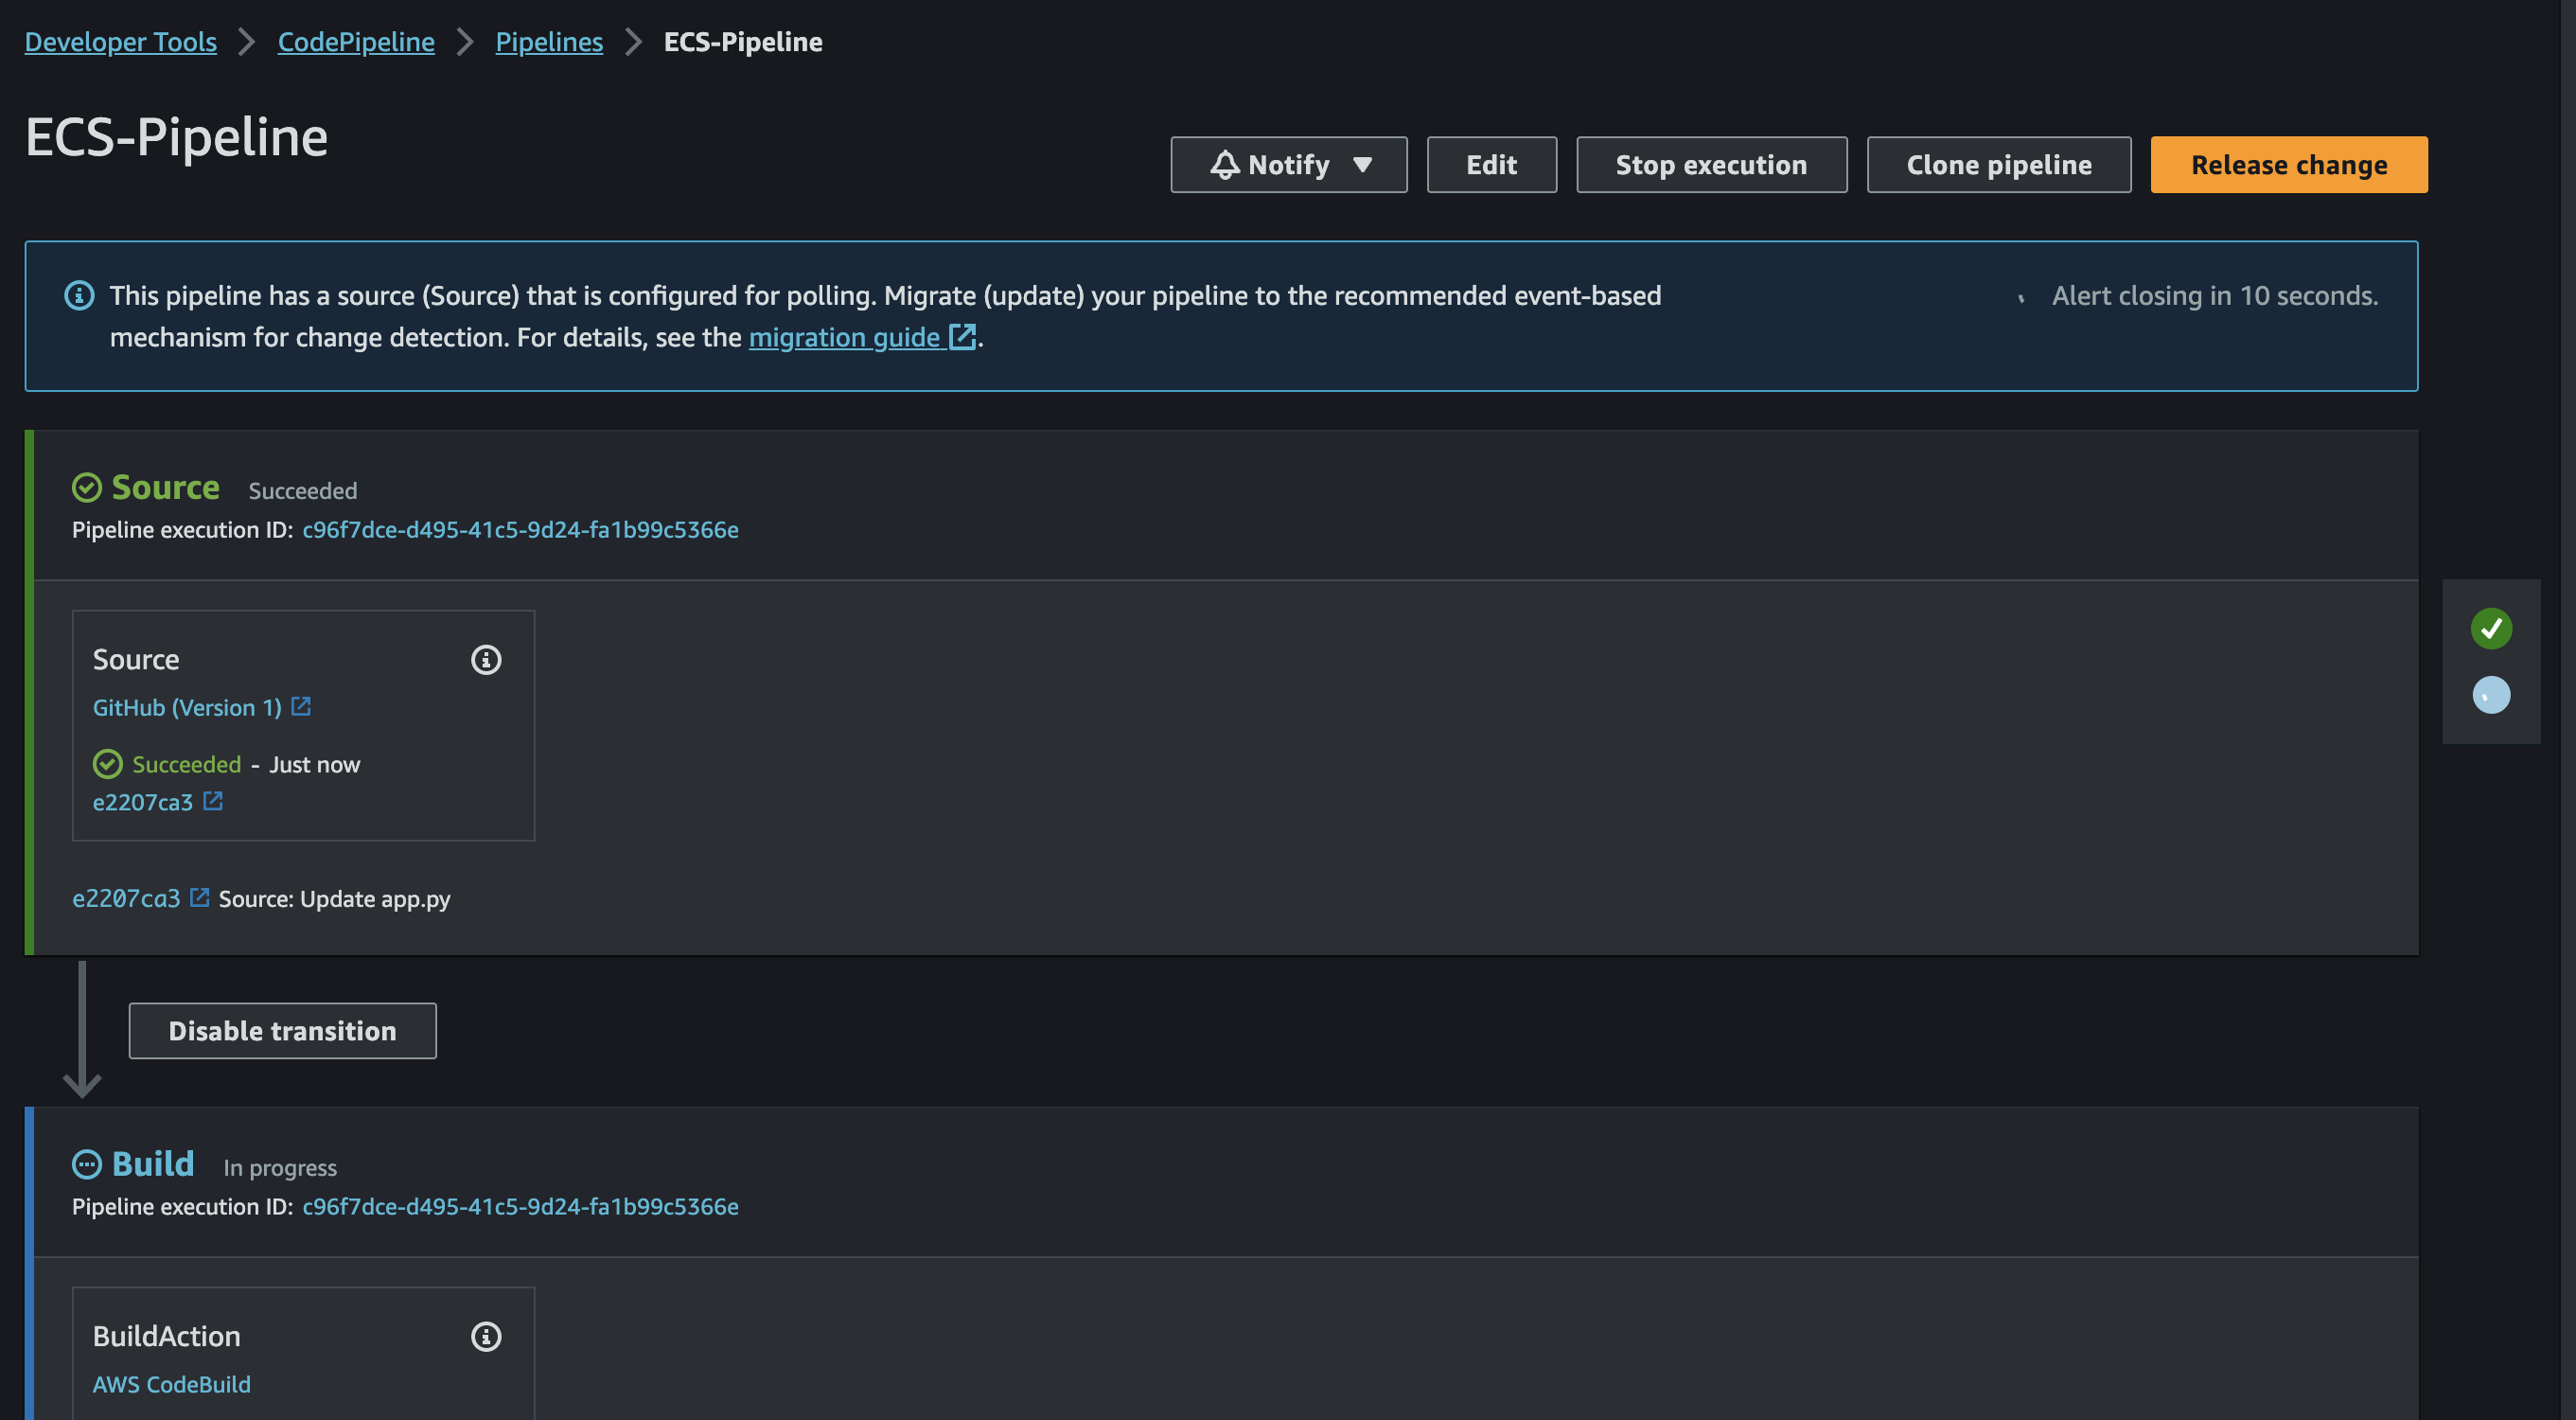 Developer Tools > CodePipeline > Pipelines > ECS-Pipeline
ECS-Pipeline
Notify Edit Stop execution Clone pipeline Release change
This pipeline has a source (Source) that is configured for polling. Migrate (update) your pipeline to the recommended event-based Alert closing in 10 seconds.
mechanism for change detection. For details, see the migration guide.
Source Succeeded
Pipeline execution ID: c96f7dce-d495-41c5-9d24-fa1b99c5366e
Source
GitHub (Version 1)
Succeeded - Just now
e2207ca3
e2207ca3 Source: Update app.py
Disable transition
Build In progress
Pipeline execution ID: c96f7dce-d495-41c5-9d24-fa1b99c5366e
BuildAction
AWS CodeBuild